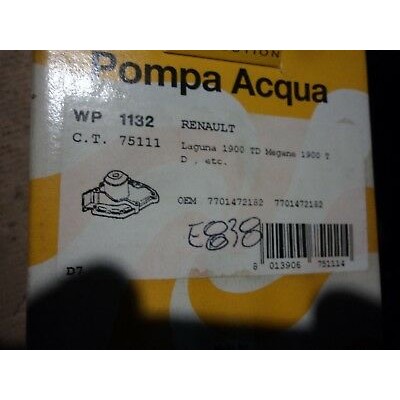 Pompa Acqua
WP 1132 RENAULT
C.T. 75111
Laguna 1900 TD Megane 1900 T
D , etc.
OEM 7701472182 7701472182
E838
8 013906 751114